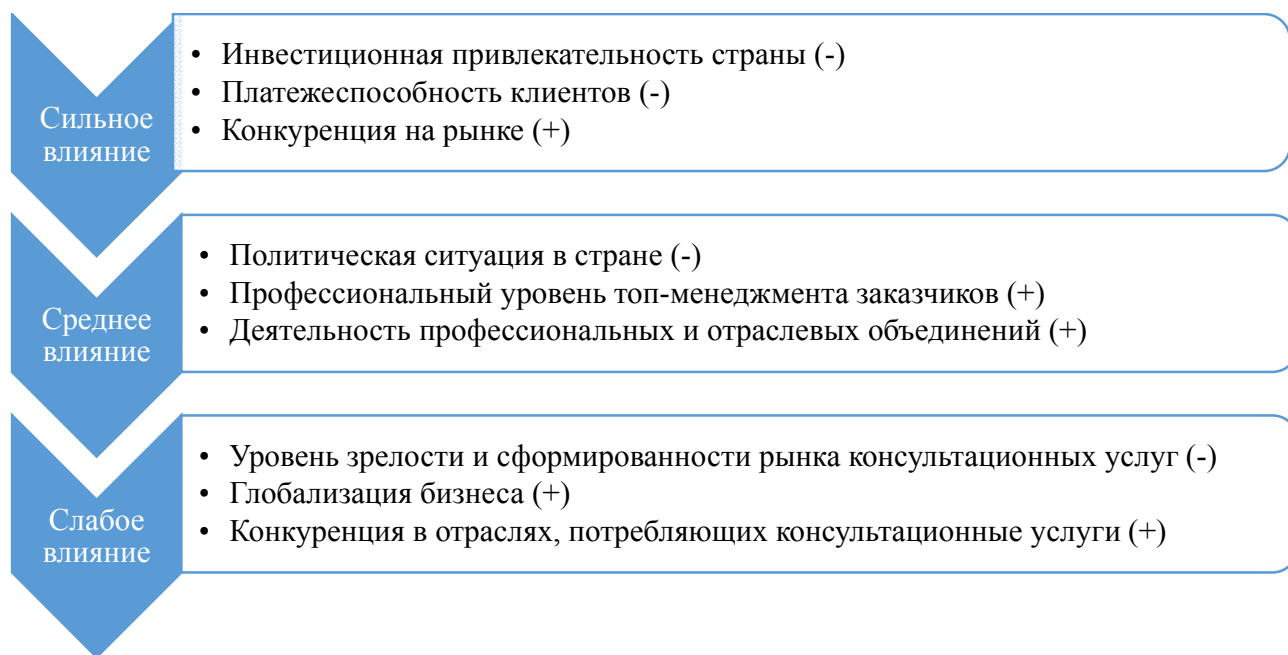 Сильное
влияние
• Инвестиционная привлекательность страны (-)
• Платежеспособность клиентов (-)
• Конкуренция на рынке (+)
Среднее
влияние
• Политическая ситуация в стране (-)
• Профессиональный уровень топ-менеджмента заказчиков (+)
• Деятельность профессиональных и отраслевых объединений (+)
Слабое
влияние
• Уровень зрелости и сформированности рынка консультационных услуг (-)
• Глобализация бизнеса (+)
• Конкуренция в отраслях, потребляющих консультационные услуги (+)